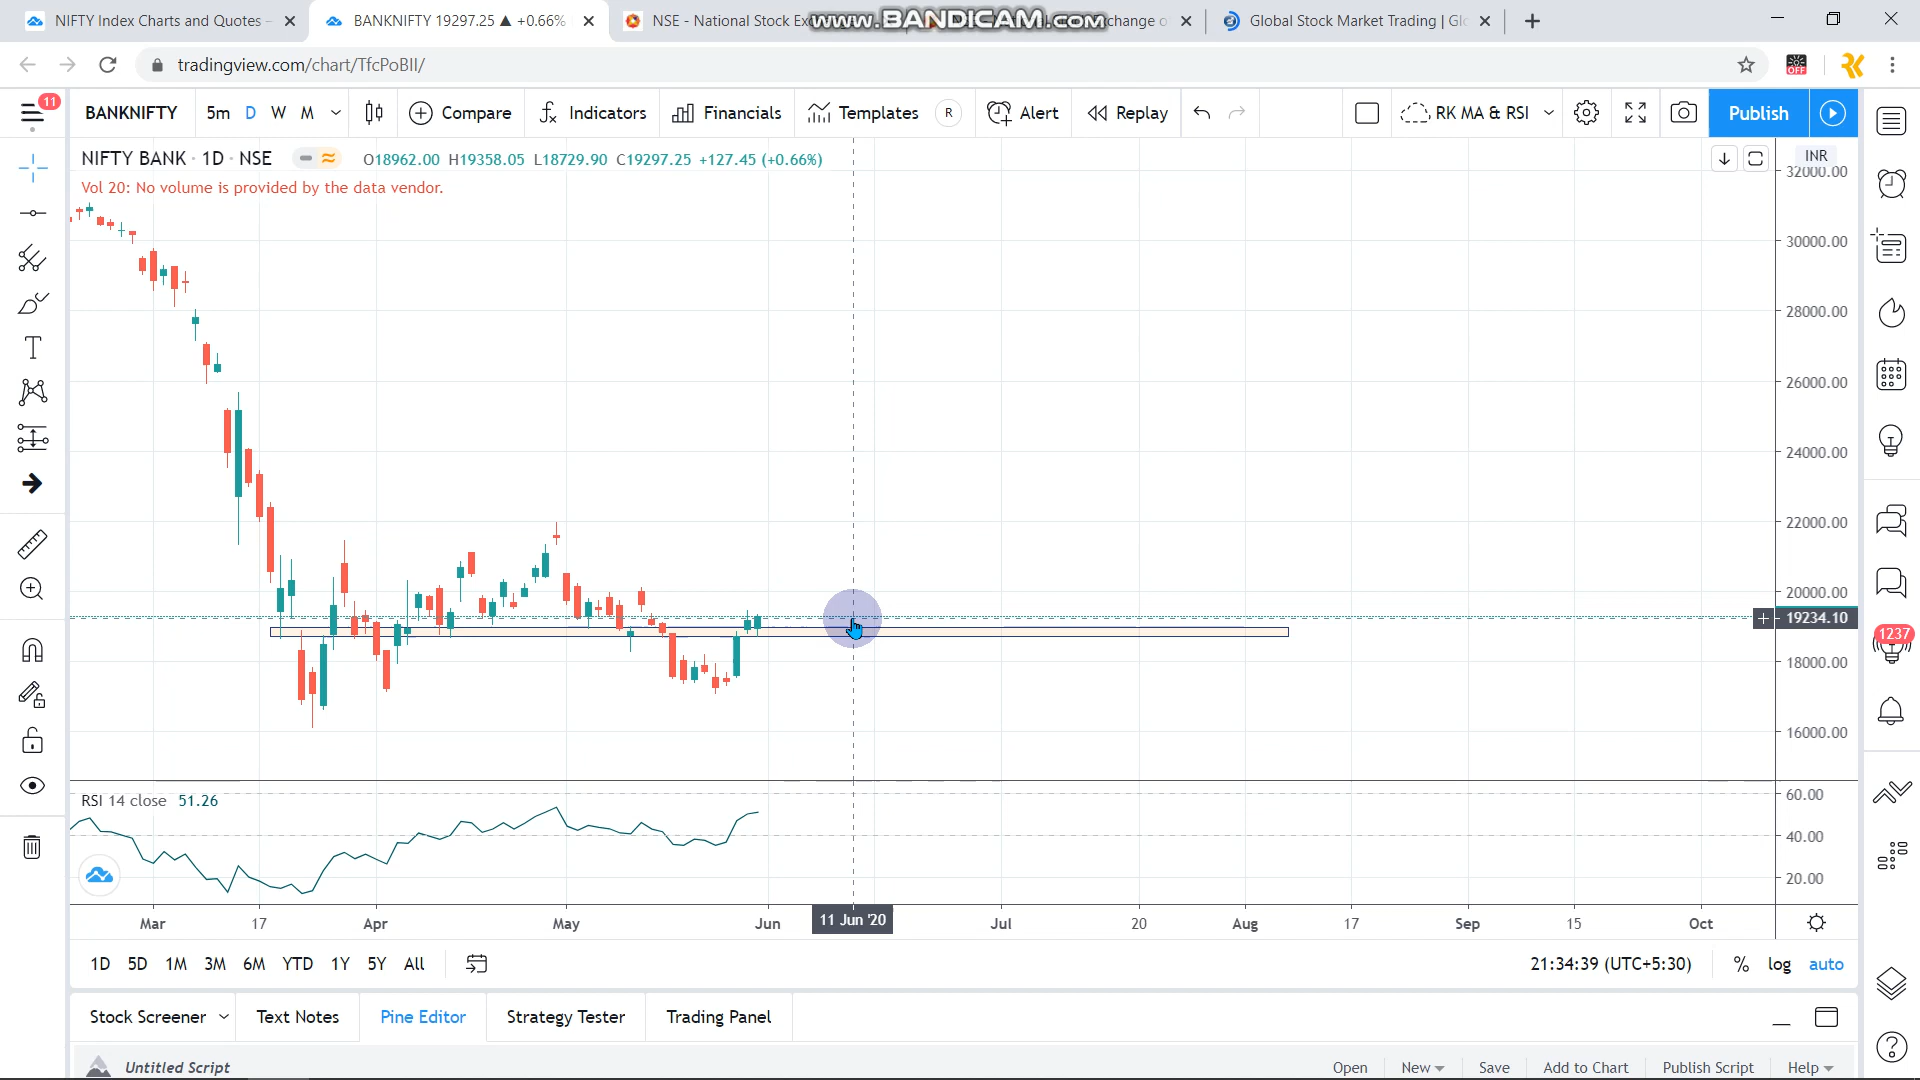 NIFTY Index Charts and Quotes –
BANKNIFTY 19297.25 ▲ +0.66%
NSE - National Stock Ex
change o
Global Stock Market Trading | Gl
www.BANDICAM.com
tradingview.com/chart/TfcPoBII/
OFF
11
BANKNIFTY
5m
D
W
M
Compare
Indicators
Financials
Templates
R
Alert
Replay
RK MA & RSI
Publish
NIFTY BANK · 1D · NSE
O18962.00 H19358.05 L18729.90 C19297.25 +127.45 (+0.66%)
INR
Vol 20: No volume is provided by the data vendor.
32000.00
30000.00
28000.00
26000.00
24000.00
22000.00
20000.00
19234.10
18000.00
16000.00
1237
RSI 14 close 51.26
60.00
40.00
20.00
Mar
17
Apr
May
Jun
11 Jun '20
Jul
20
Aug
17
Sep
15
Oct
1D 5D 1M 3M 6M YTD 1Y 5Y All
21:34:39 (UTC+5:30)
% log auto
Stock Screener
Text Notes
Pine Editor
Strategy Tester
Trading Panel
Untitled Script
Open
New
Save
Add to Chart
Publish Script
Help